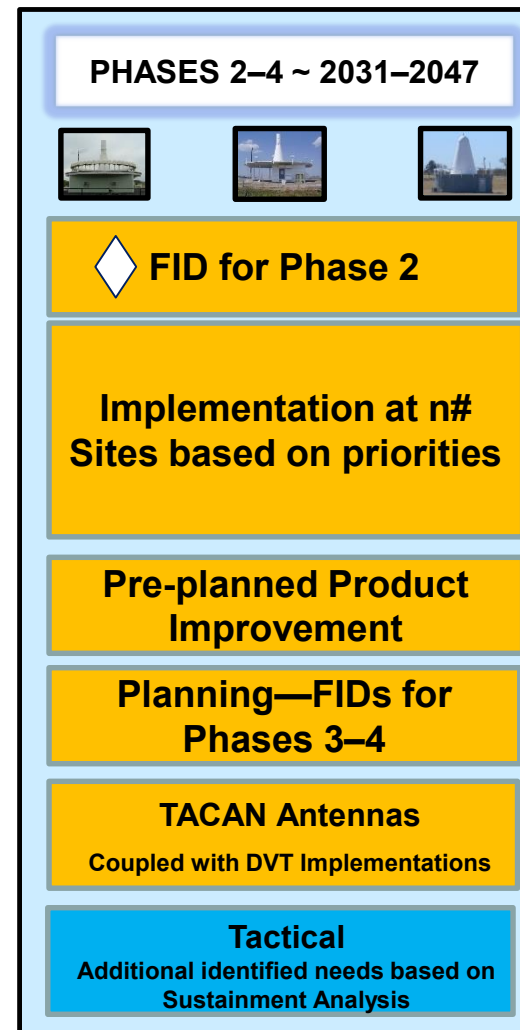 PHASES 2–4 ~ 2031–2047
FID for Phase 2
Implementation at n#
Sites based on priorities
Pre-planned Product
Improvement
Planning—FIDs for
Phases 3–4
TACAN Antennas
Coupled with DVT Implementations
Tactical
Additional identified needs based on
Sustainment Analysis